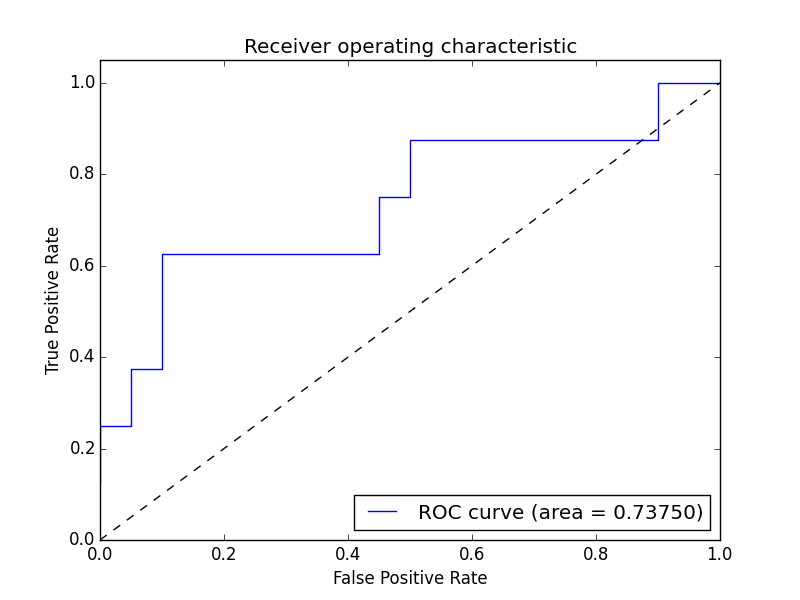 Receiver operating characteristic
True Positive Rate
1.0
0.8
0.6
0.4
0.2
0.0
ROC curve (area = 0.73750)
0.0 0.2 0.4 0.6 0.8 1.0
False Positive Rate